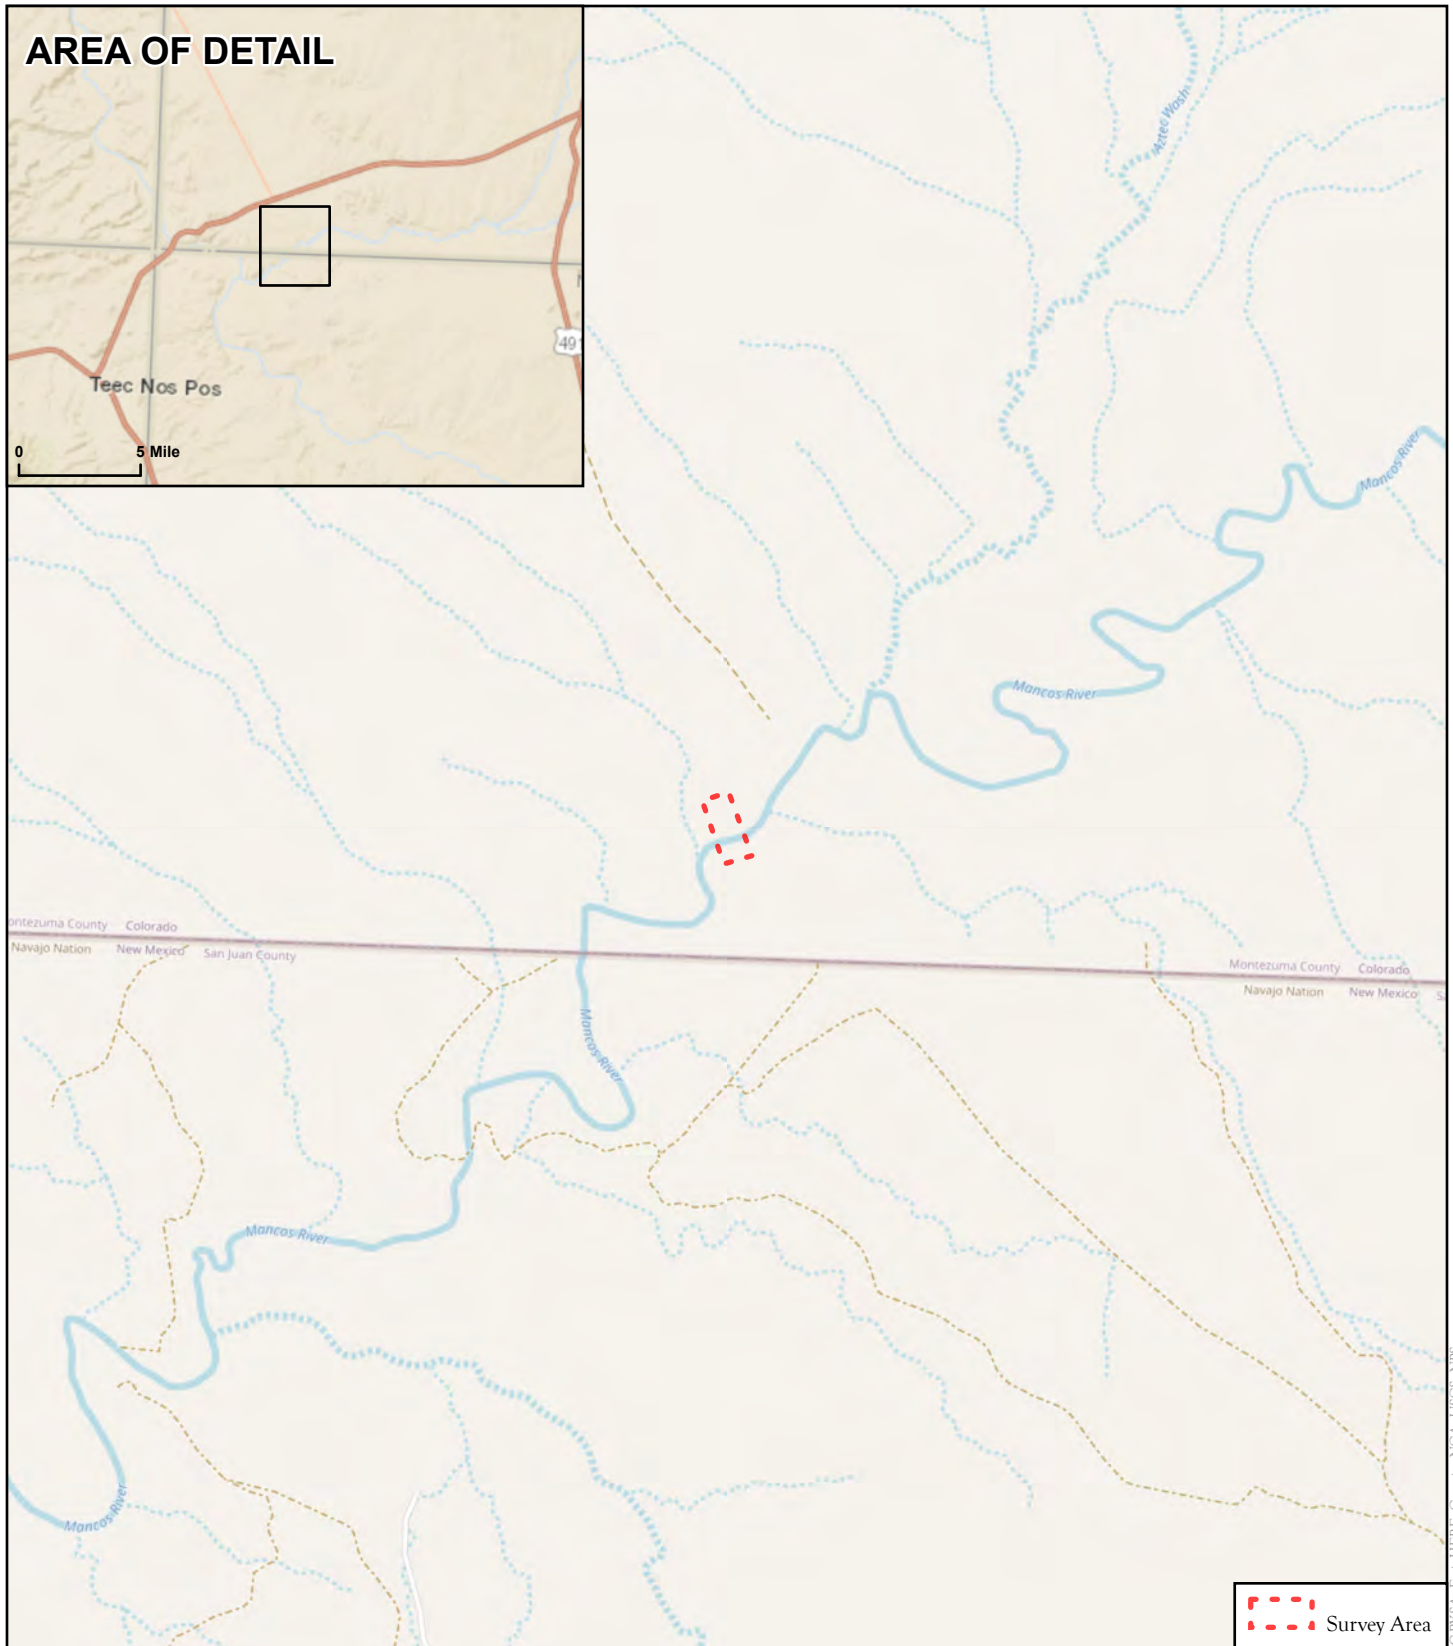 AREA OF DETAIL
491
Teec Nos Pos
0 5 Mile
Aztec Wash
Mancos River
Mancos River
ontezuma County Colorado
Navajo Nation New Mexico San Juan County
Montezuma County Colorado
Navajo Nation New Mexico
Mancos River
Mancos River
Mancos River
Survey Area